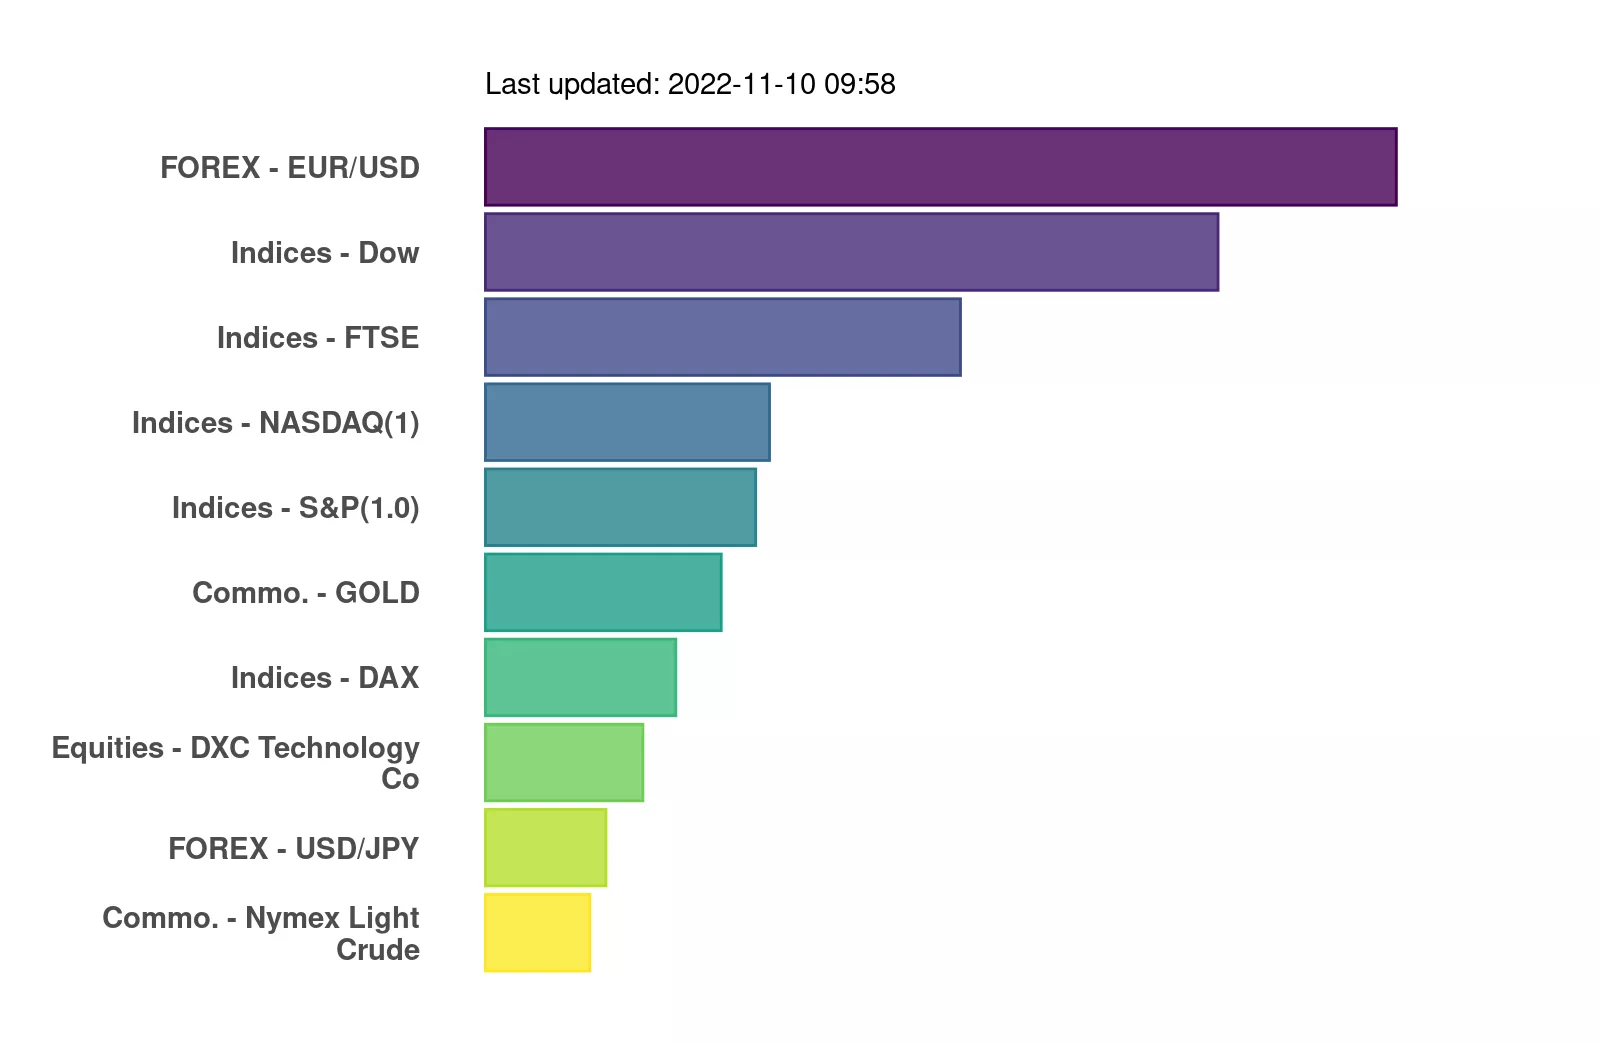 Last updated: 2022-11-10 09:58
FOREX - EUR/USD
Indices - Dow
Indices - FTSE
Indices - NASDAQ(1)
Indices - S&P(1.0)
Commo. - GOLD
Indices - DAX
Equities - DXC Technology
Co
FOREX - USD/JPY
Commo. - Nymex Light
Crude